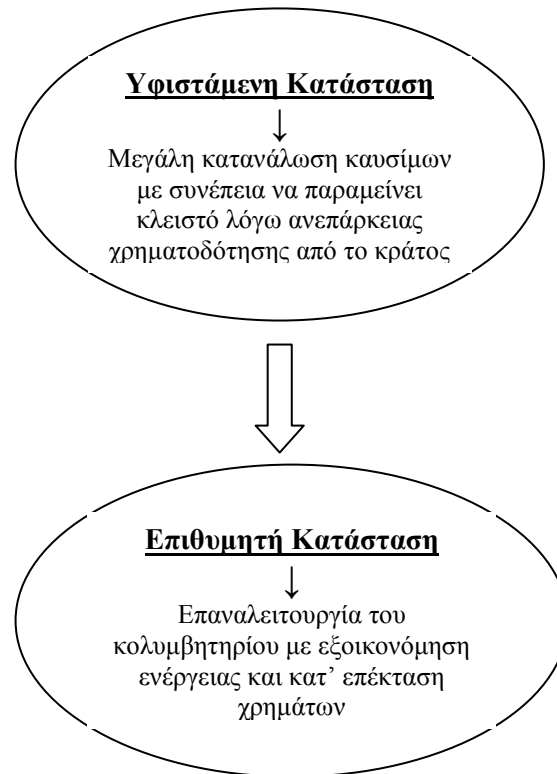 Υφιστάμενη Κατάσταση
↓
Μεγάλη κατανάλωση καυσίμων
με συνέπεια να παραμείνει
κλειστό λόγω ανεπάρκειας
χρηματοδότησης από το κράτος
Επιθυμητή Κατάσταση
↓
Επαναλειτουργία του
κολυμβητηρίου με εξοικονόμηση
ενέργειας και κατ’ επέκταση
χρημάτων